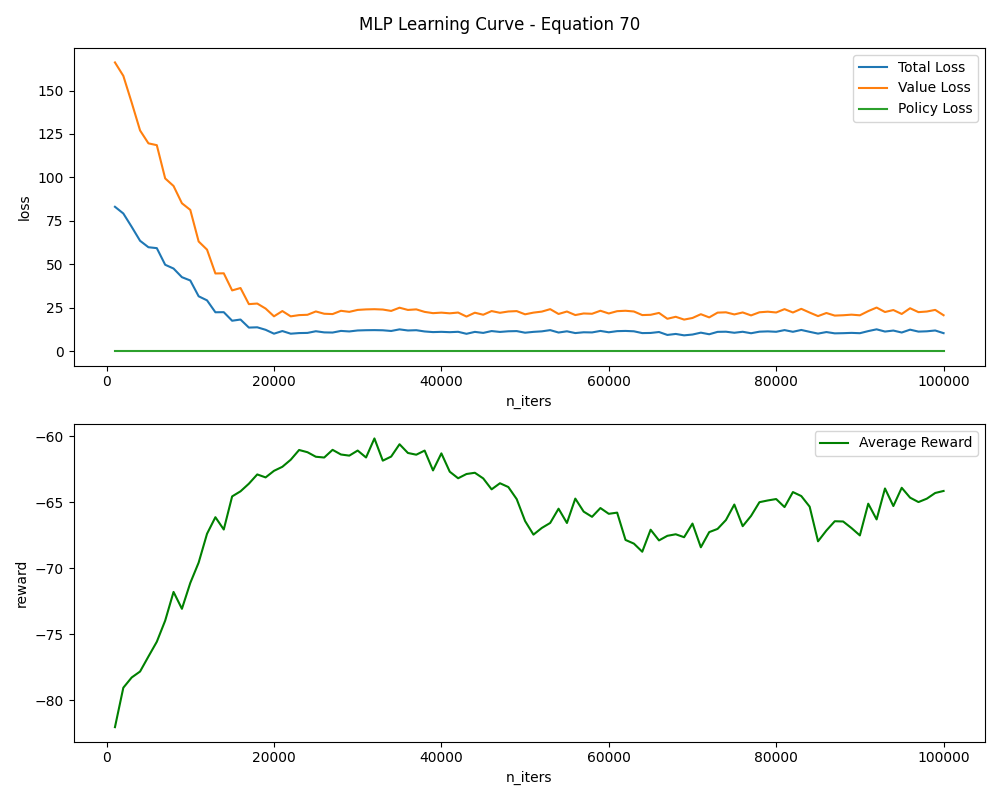 MLP Learning Curve - Equation 70
Total Loss
Value Loss
Policy Loss
150
125
100
75
50
25
0
loss
0 20000 40000 60000 80000 100000
n_iters
Average Reward
−60
−65
−70
−75
−80
reward
0 20000 40000 60000 80000 100000
n_iters